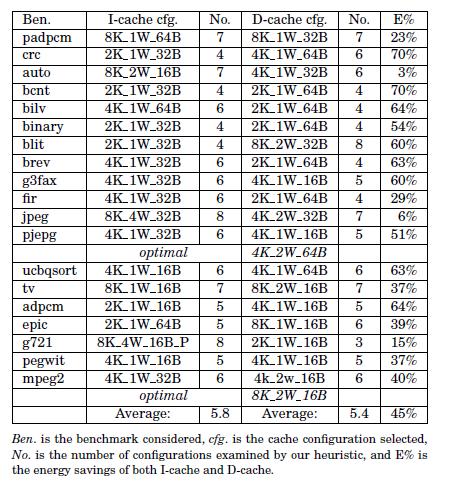 Ben. I-cache cfg. No. D-cache cfg. No. E%
padpcm 8K_1W_64B 7 8K_1W_32B 7 23%
crc 2K_1W_32B 4 4K_1W_64B 6 70%
auto 8K_2W_16B 7 4K_1W_32B 6 3%
bcnt 2K_1W_32B 4 2K_1W_64B 4 70%
bilv 4K_1W_64B 6 2K_1W_64B 4 64%
binary 2K_1W_32B 4 2K_1W_64B 4 54%
blit 2K_1W_32B 4 8K_2W_32B 8 60%
brev 4K_1W_32B 6 2K_1W_64B 4 63%
g3fax 4K_1W_32B 6 4K_1W_16B 5 60%
fir 4K_1W_32B 6 2K_1W_64B 4 29%
jpeg 8K_4W_32B 8 4K_2W_32B 7 6%
pjepg 4K_1W_32B 6 4K_1W_16B 5 51%
optimal 4K_2W_64B
ucbqsort 4K_1W_16B 6 4K_1W_64B 6 63%
tv 8K_1W_16B 7 8K_2W_16B 7 37%
adpcm 2K_1W_16B 5 4K_1W_16B 5 64%
epic 2K_1W_64B 5 8K_1W_16B 6 39%
g721 8K_4W_16B_P 8 2K_1W_16B 3 15%
pegwit 4K_1W_16B 5 4K_1W_16B 5 37%
mpeg2 4K_1W_32B 6 4k_2w_16B 6 40%
optimal 8K_2W_16B
Average: 5.8 Average: 5.4 45%
Ben. is the benchmark considered, cfg. is the cache configuration selected,
No. is the number of configurations examined by our heuristic, and E% is
the energy savings of both I-cache and D-cache.